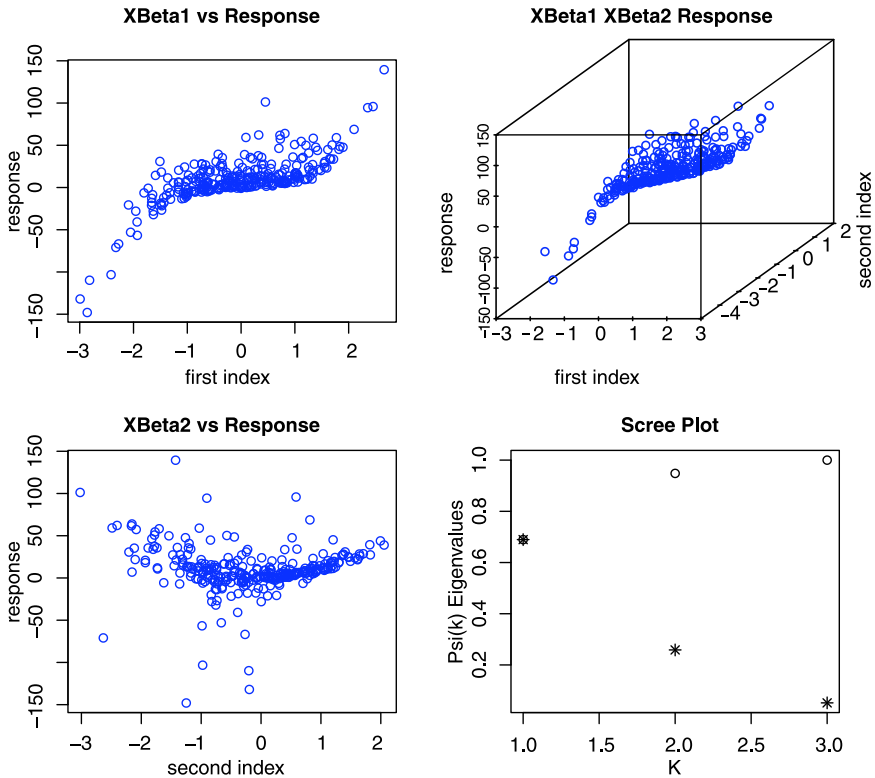 XBeta1 vs Response
150
100
50
0
−50
−150
response
−3 −2 −1 0 1 2
first index
XBeta1 XBeta2 Response
150
100
50
0
−50
−100
−150
response
−3 −2 −1 0 1 2 3
first index
−4 −3 −2 −1 0 1 2
second index
XBeta2 vs Response
150
100
50
0
−50
−150
response
−3 −2 −1 0 1 2
second index
Scree Plot
1.0
0.8
0.6
0.4
0.2
Psi(k) Eigenvalues
1.0 1.5 2.0 2.5 3.0
K